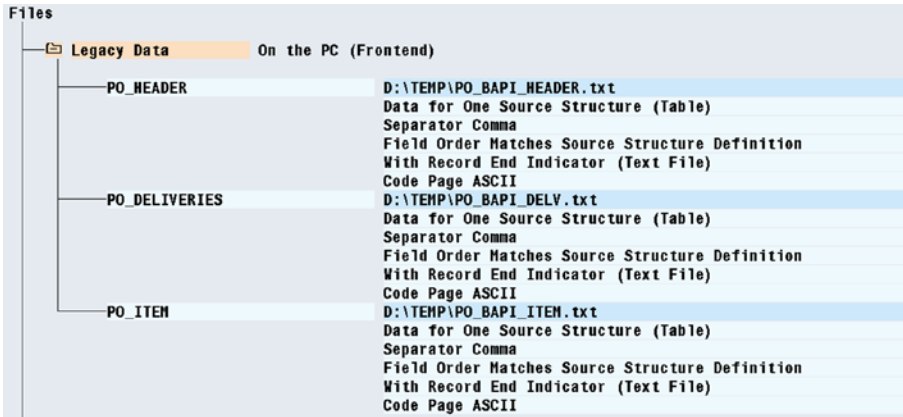 Files
Legacy Data On the PC (Frontend)
PO_HEADER D:\TEMP\PO_BAPI_HEADER.txt
Data for One Source Structure (Table)
Separator Comma
Field Order Matches Source Structure Definition
With Record End Indicator (Text File)
Code Page ASCII
PO_DELIVERIES D:\TEMP\PO_BAPI_DELV.txt
Data for One Source Structure (Table)
Separator Comma
Field Order Matches Source Structure Definition
With Record End Indicator (Text File)
Code Page ASCII
PO_ITEM D:\TEMP\PO_BAPI_ITEM.txt
Data for One Source Structure (Table)
Separator Comma
Field Order Matches Source Structure Definition
With Record End Indicator (Text File)
Code Page ASCII